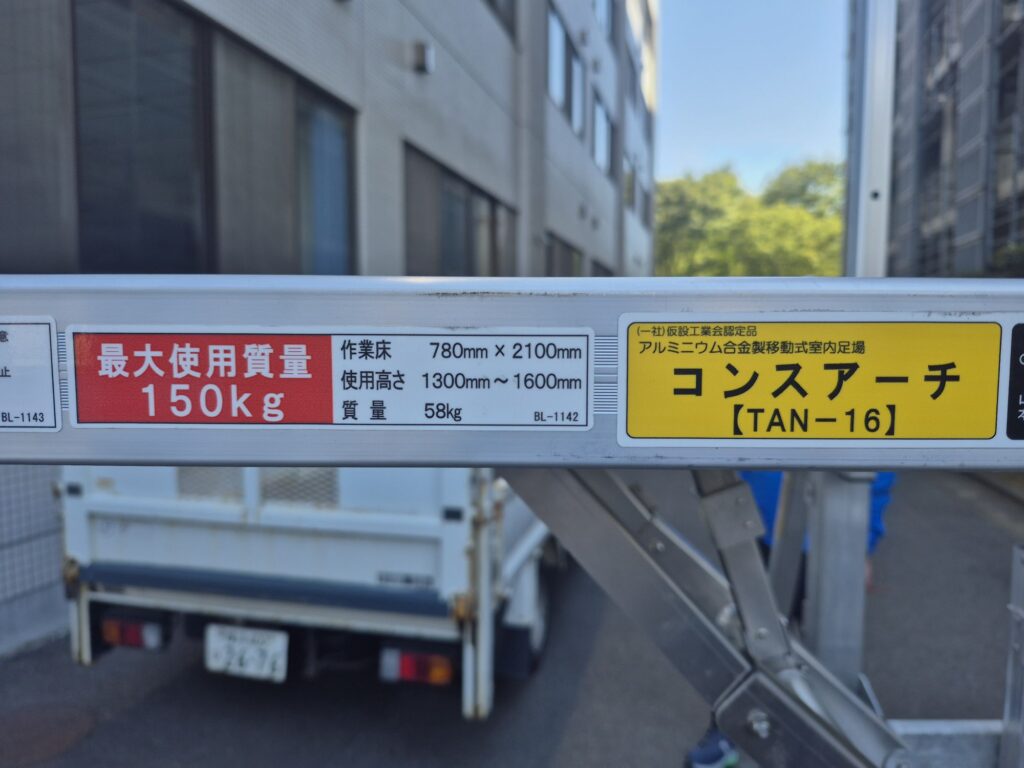 意
止
BL-1143
最大使用質量
150kg
作業床 780mm×2100mm
使用高さ 1300mm～1600mm
質量 58kg
BL-1142
(一社)仮設工業会認定品
アルミニウム合金製移動式室内足場
コンスアーチ
【TAN－16】
2476